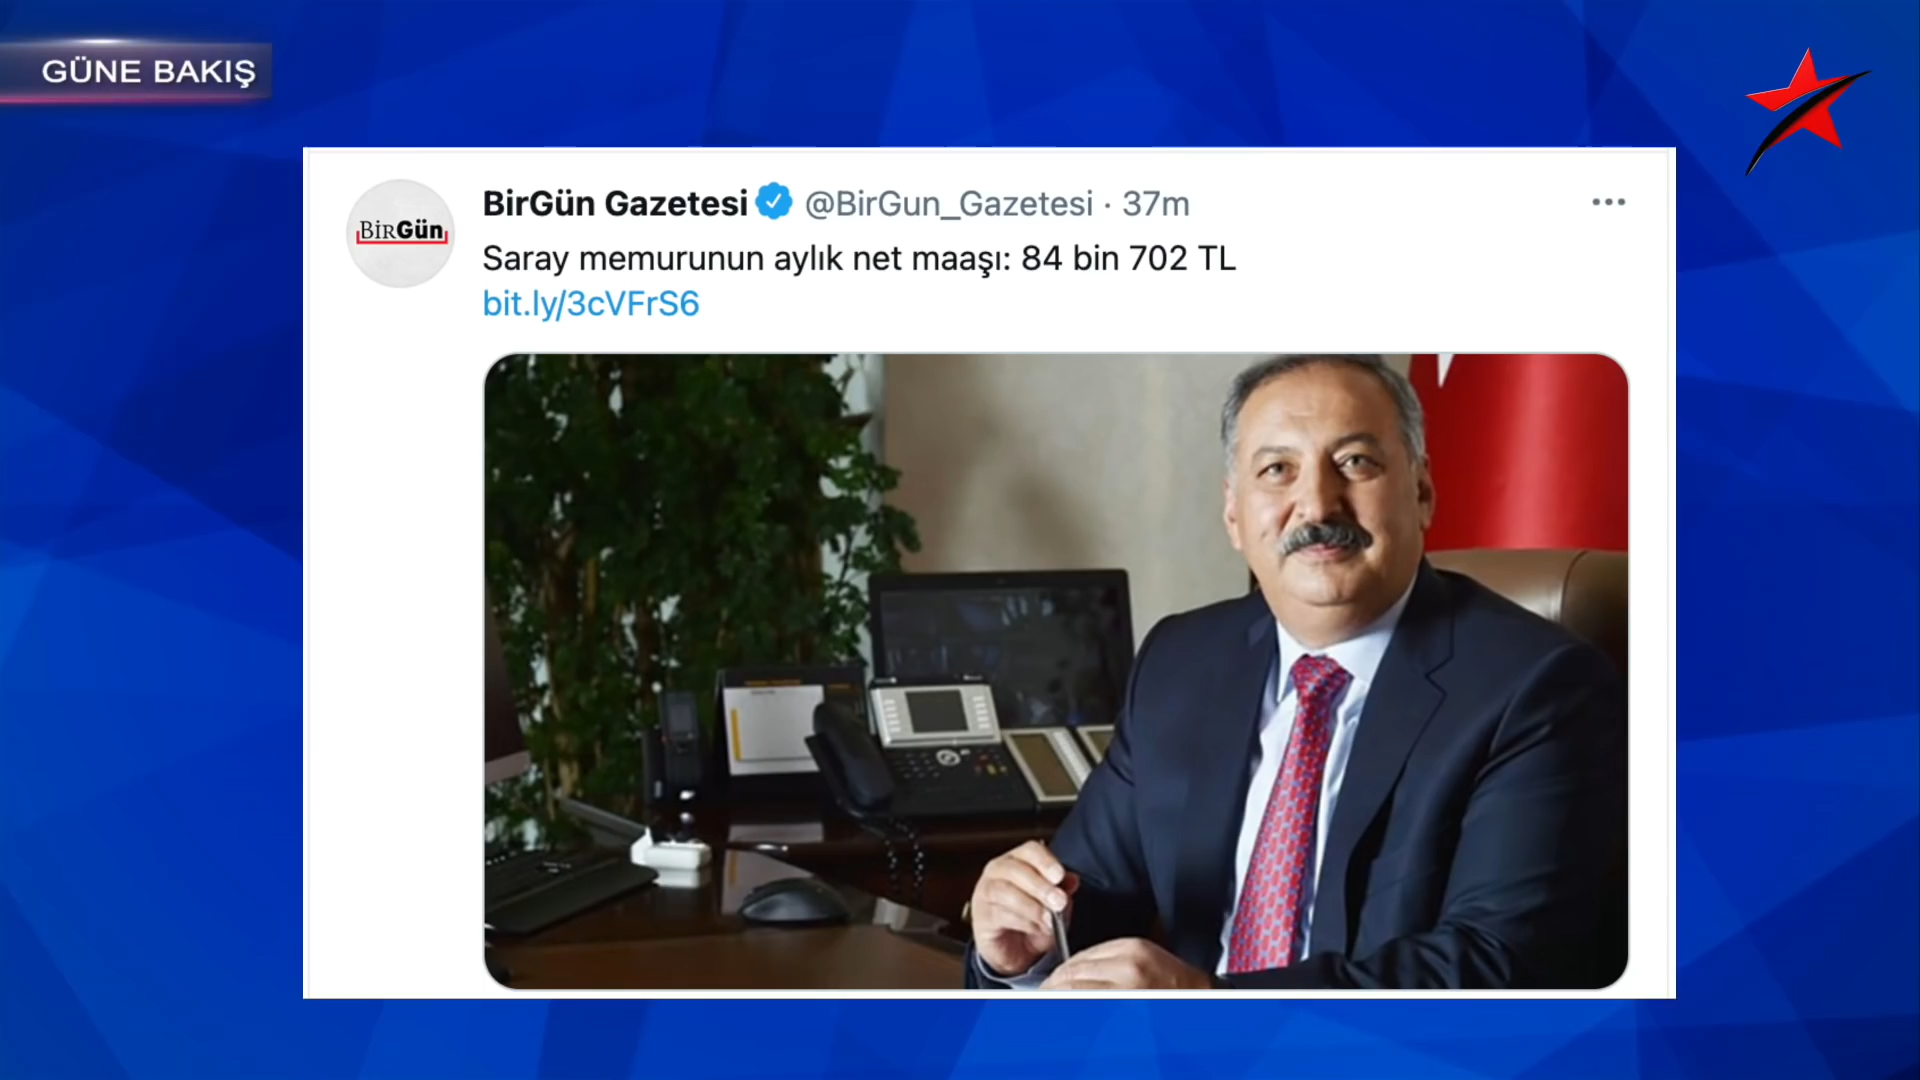 GÜNE BAKIŞ
BirGün
BirGün Gazetesi @BirGun_Gazetesi · 37m
Saray memurunun aylık net maaşı: 84 bin 702 TL
bit.ly/3cVFrS6